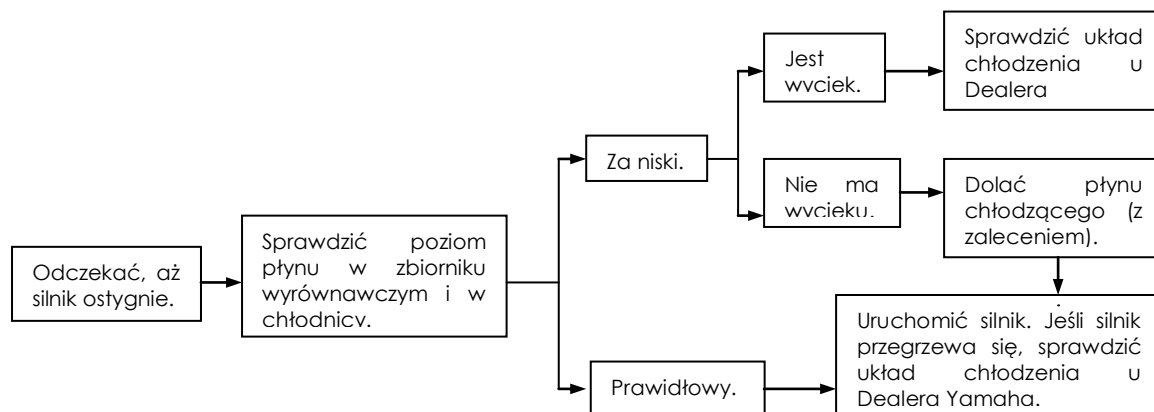 Odczekać, aż
silnik ostygnie.
Sprawdzić poziom
płynu w zbiorniku
wyrównawczym i w
chłodnicy.
Za niski.
Jest
wyciek.
Sprawdzić układ
chłodzenia u
Dealera
Nie ma
wycieku.
Dolać płynu
chłodzącego (z
zaleceniem).
Prawidłowy.
Uruchomić silnik. Jeśli silnik
przegrzewa się, sprawdzić
układ chłodzenia u
Dealera Yamaha.